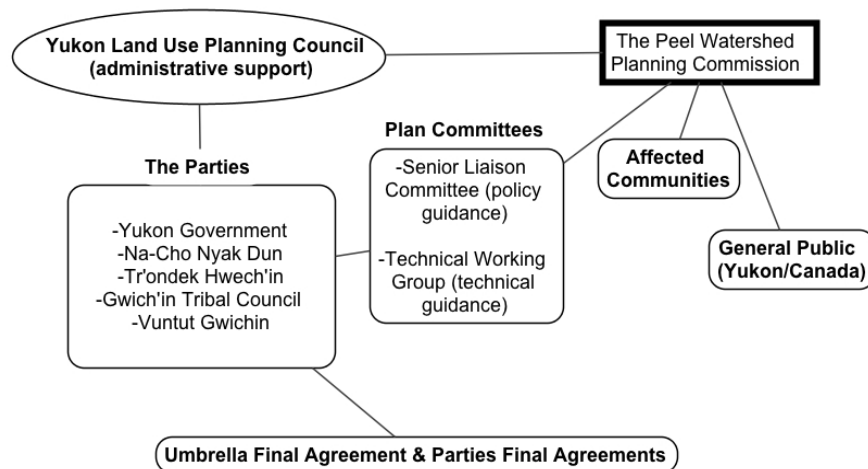 Yukon Land Use Planning Council
(administrative support)
The Peel Watershed
Planning Commission
Plan Committees
-Senior Liaison
Committee (policy
guidance)
-Technical Working
Group (technical
guidance)
Affected
Communities
General Public
(Yukon/Canada)
The Parties
-Yukon Government
-Na-Cho Nyak Dun
-Tr'ondek Hwech'in
-Gwich'in Tribal Council
-Vuntut Gwichin
Umbrella Final Agreement & Parties Final Agreements